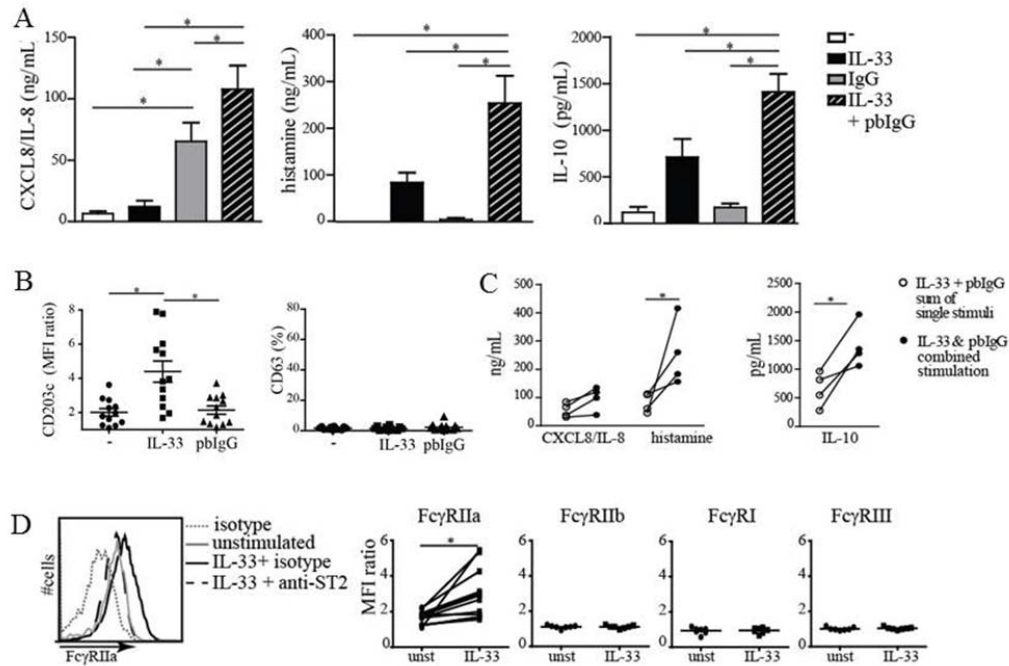 A
CXCL8/IL-8 (ng/mL)
150
100
50
0
*
*
*
*
histamine (ng/mL)
400
300
200
100
0
*
*
*
IL-10 (pg/mL)
2000
1500
1000
500
0
*
*
*
-
IL-33
IgG
IL-33
+ pbIgG
B
CD203c (MFI ratio)
8
6
4
2
*
*
- IL-33 pbIgG
CD63 (%)
80
60
40
20
0
- IL-33 pbIgG
C
ng/mL
500
400
300
200
100
0
*
CXCL8/IL-8 histamine
pg/mL
2500
2000
1500
1000
500
0
*
IL-10
IL-33 + pbIgG
sum of
single stimuli
IL-33 & pbIgG
combined
stimulation
D
#cells
FcγRIIa
isotype
unstimulated
IL-33+ isotype
IL-33 + anti-ST2
FcγRIIa
MFI ratio
6
4
2
0
*
unst IL-33
FcγRIIb
6
4
2
0
unst IL-33
FcγRI
6
4
2
0
unst IL-33
FcγRIII
6
4
2
0
unst IL-33